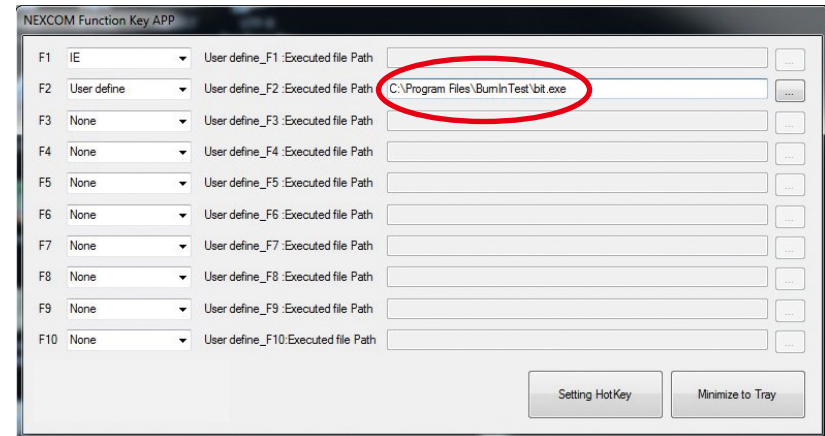 NEXCOM Function Key APP
F1 IE User define_F1 :Executed file Path ...
F2 User define User define_F2 :Executed file Path C:\Program Files\BurnInTest\bit.exe ...
F3 None User define_F3 :Executed file Path ...
F4 None User define_F4 :Executed file Path ...
F5 None User define_F5 :Executed file Path ...
F6 None User define_F6 :Executed file Path ...
F7 None User define_F7 :Executed file Path ...
F8 None User define_F8 :Executed file Path ...
F9 None User define_F9 :Executed file Path ...
F10 None User define_F10:Executed file Path ...
Setting HotKey Minimize to Tray